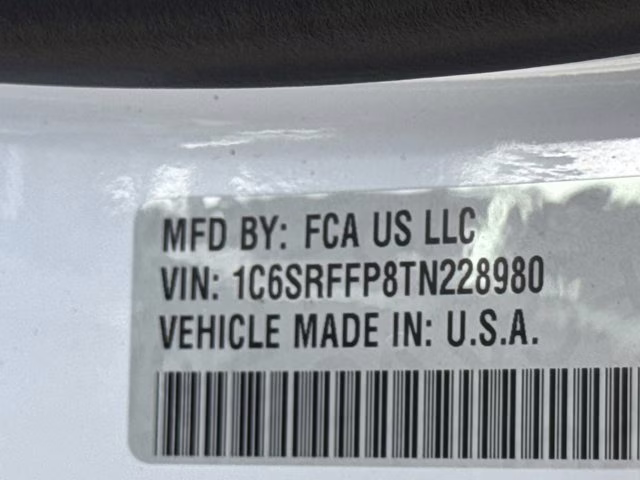 MFD BY: FCA US LLC
VIN: 1C6SRFFP8TN228980
VEHICLE MADE IN: U.S.A.